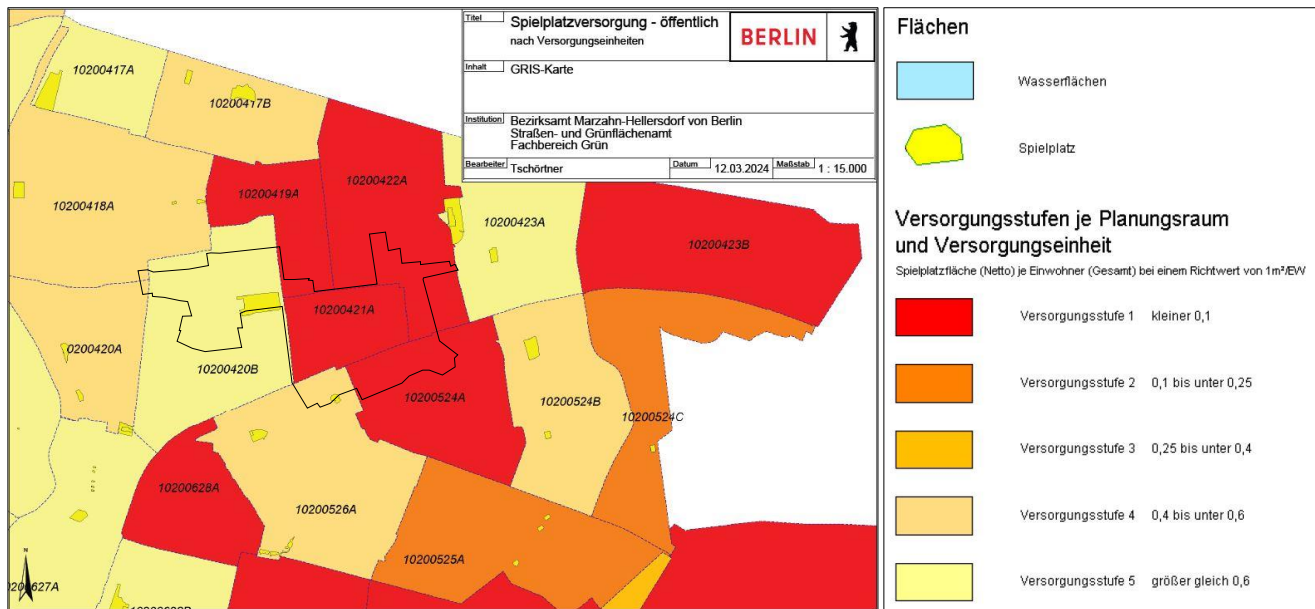 Titel Spielplatzversorgung - öffentlich
nach Versorgungseinheiten
BERLIN
Inhalt GRIS-Karte
Institution Bezirksamt Marzahn-Hellersdorf von Berlin
Straßen- und Grünflächenamt
Fachbereich Grün
Bearbeiter Tschörtner Datum 12.03.2024 Maßstab 1 : 15.000
10200417A
10200417B
10200422A
10200419A
10200418A
10200423A
10200423B
10200421A
0200420A
10200420B
10200524A
10200524B
10200524C
10200628A
10200526A
10200525A
0200627A
N
Flächen
Wasserflächen
Spielplatz
Versorgungsstufen je Planungsraum
und Versorgungseinheit
Spielplatzfläche (Netto) je Einwohner (Gesamt) bei einem Richtwert von 1m²/EW
Versorgungsstufe 1 kleiner 0,1
Versorgungsstufe 2 0,1 bis unter 0,25
Versorgungsstufe 3 0,25 bis unter 0,4
Versorgungsstufe 4 0,4 bis unter 0,6
Versorgungsstufe 5 größer gleich 0,6